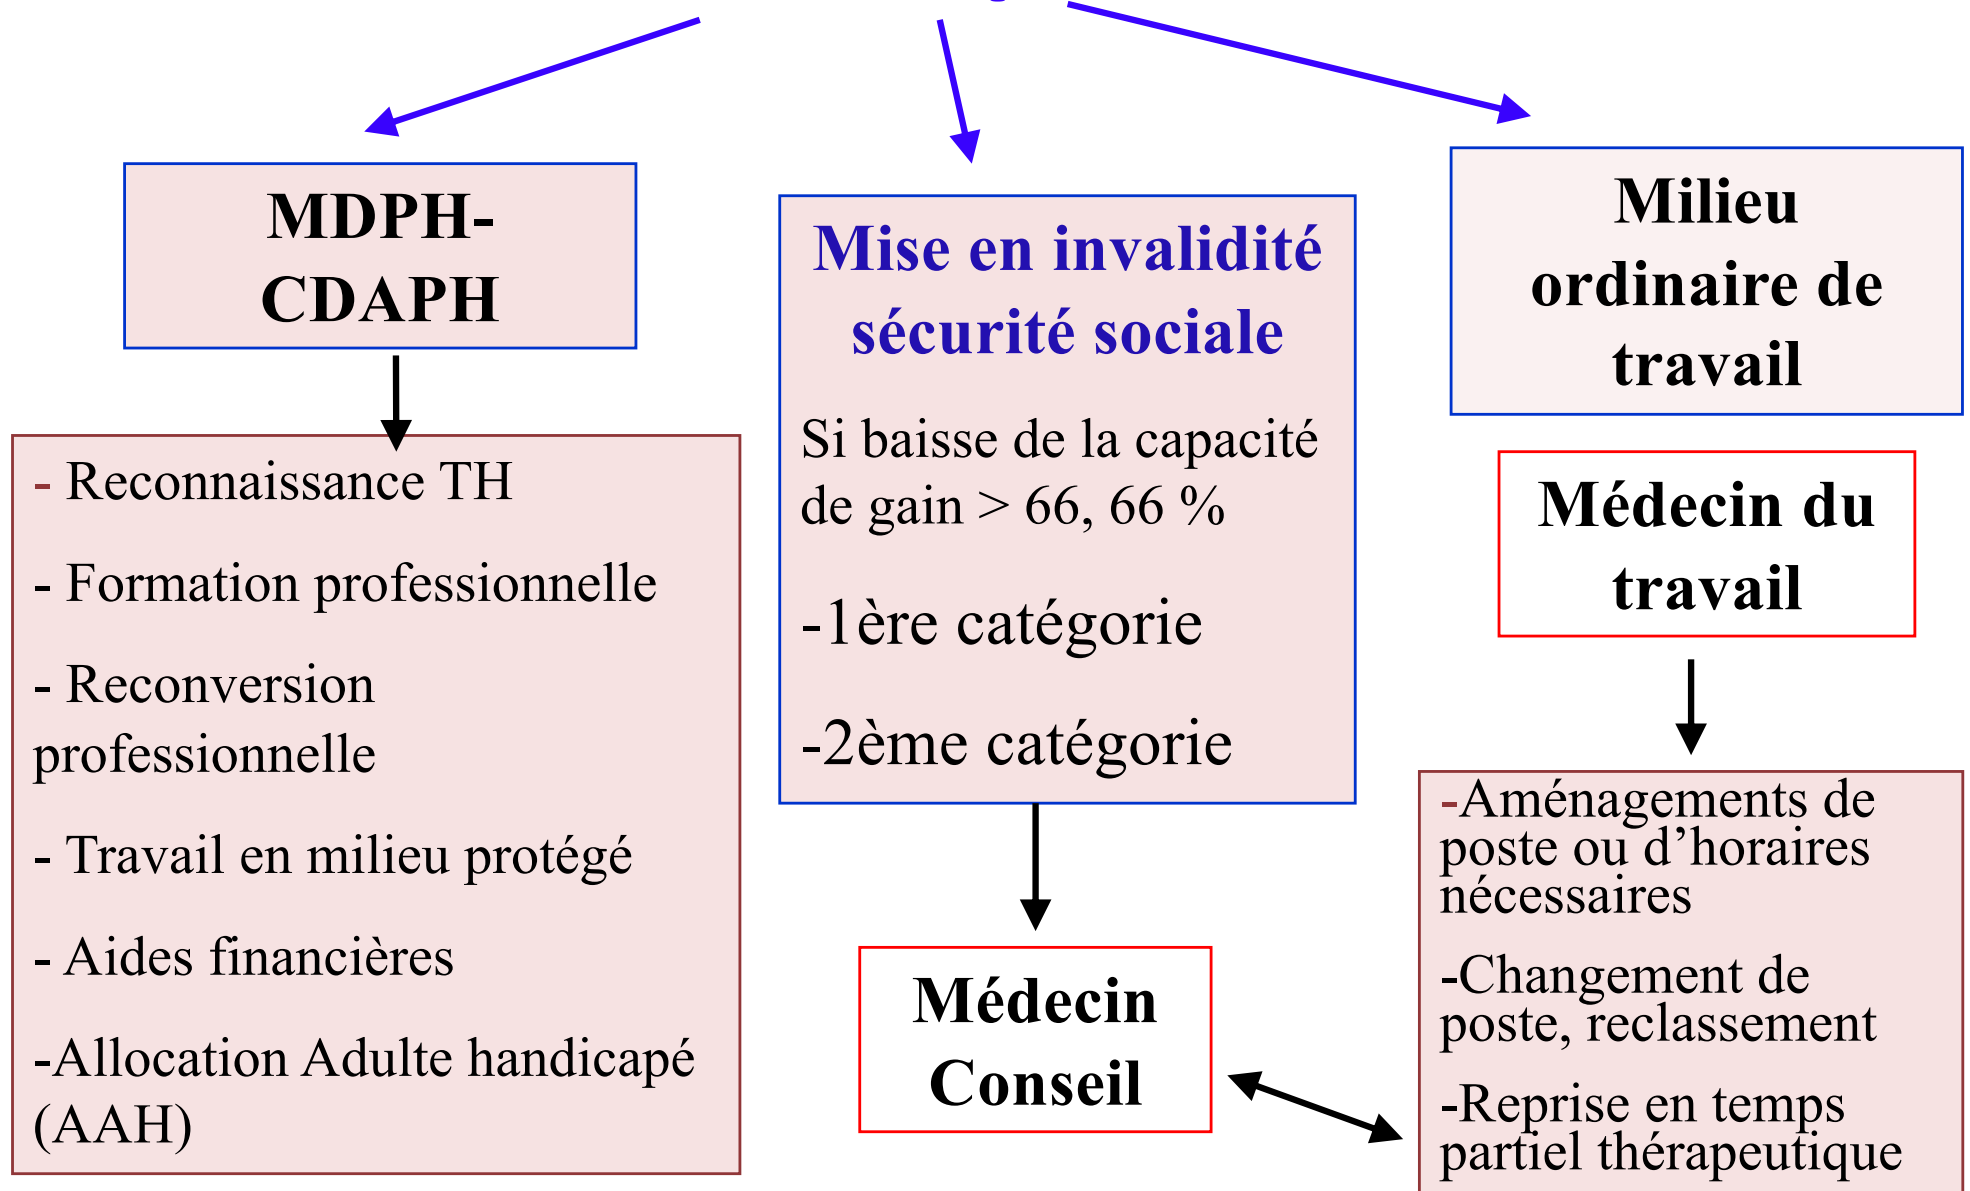 MDPH-
CDAPH
- Reconnaissance TH
- Formation professionnelle
- Reconversion
professionnelle
- Travail en milieu protégé
- Aides financières
-Allocation Adulte handicapé
(AAH)
Mise en invalidité
sécurité sociale
Si baisse de la capacité
de gain > 66, 66 %
-1ère catégorie
-2ème catégorie
Médecin
Conseil
Milieu
ordinaire de
travail
Médecin du
travail
-Aménagements de
poste ou d’horaires
nécessaires
-Changement de
poste, reclassement
-Reprise en temps
partiel thérapeutique